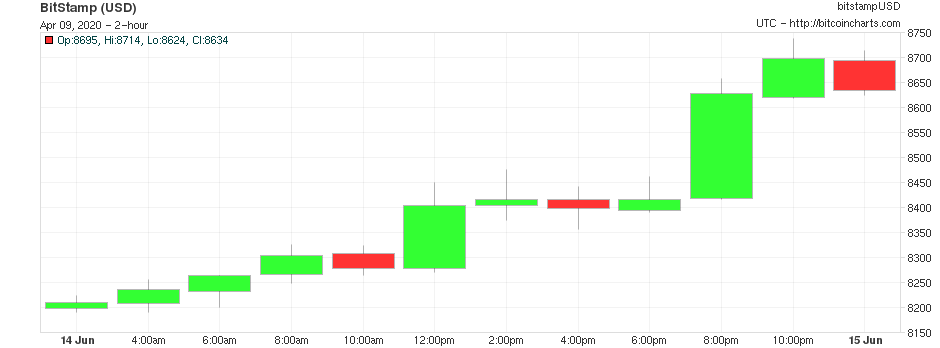 BitStamp (USD)
bitstampUSD
Apr 09, 2020 - 2-hour
UTC - http://bitcoincharts.com
Op:8695, Hi:8714, Lo:8624, Cl:8634
8750
8700
8650
8600
8550
8500
8450
8400
8350
8300
8250
8200
8150
14 Jun 4:00am 6:00am 8:00am 10:00am 12:00pm 2:00pm 4:00pm 6:00pm 8:00pm 10:00pm 15 Jun